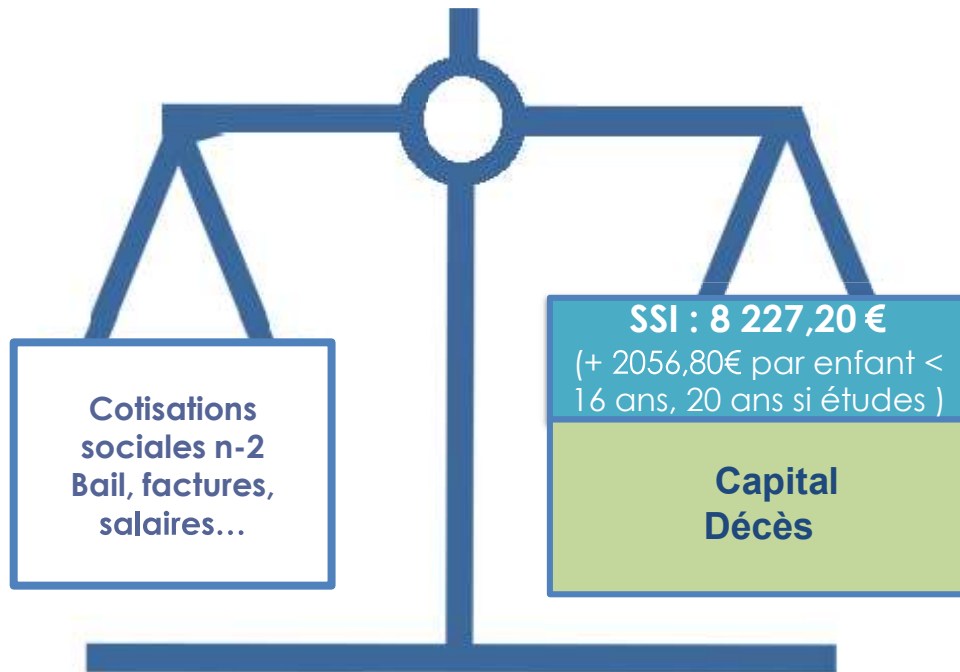 Cotisations
sociales n-2
Bail, factures,
salaires…
SSI : 8 227,20 €
(+ 2056,80€ par enfant <
16 ans, 20 ans si études )
Capital
Décès